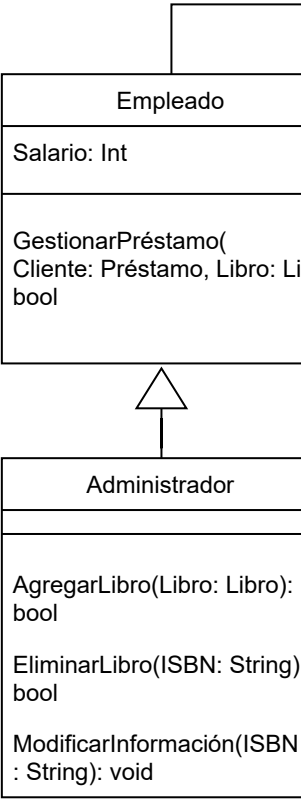 Empleado
Salario: Int
GestionarPréstamo(
Cliente: Préstamo, Libro: Li
bool
Administrador
AgregarLibro(Libro: Libro):
bool
EliminarLibro(ISBN: String)
bool
ModificarInformación(ISBN
: String): void